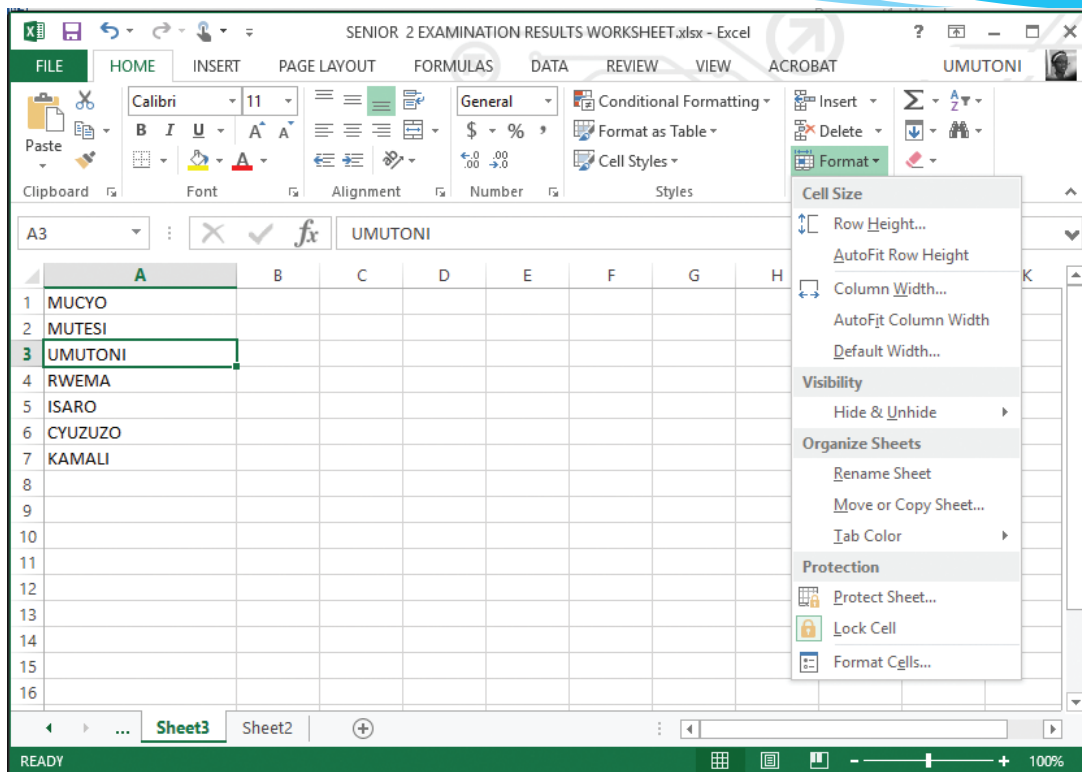 SENIOR 2 EXAMINATION RESULTS WORKSHEET.xlsx - Excel ?
FILE HOME INSERT PAGE LAYOUT FORMULAS DATA REVIEW VIEW ACROBAT UMUTONI
Calibri 11 General Conditional Formatting Insert Σ
Paste B I U A A $ % , Format as Table Delete
A .00 .0 Cell Styles Format
Clipboard Font Alignment Number Styles
A3 fx UMUTONI
A B C D E F G H K
1 MUCYO
2 MUTESI
3 UMUTONI
4 RWEMA
5 ISARO
6 CYUZUZO
7 KAMALI
8
9
10
11
12
13
14
15
16
Cell Size
Row Height...
AutoFit Row Height
Column Width...
AutoFit Column Width
Default Width...
Visibility
Hide & Unhide
Organize Sheets
Rename Sheet
Move or Copy Sheet...
Tab Color
Protection
Protect Sheet...
Lock Cell
Format Cells...
... Sheet3 Sheet2
READY 100%